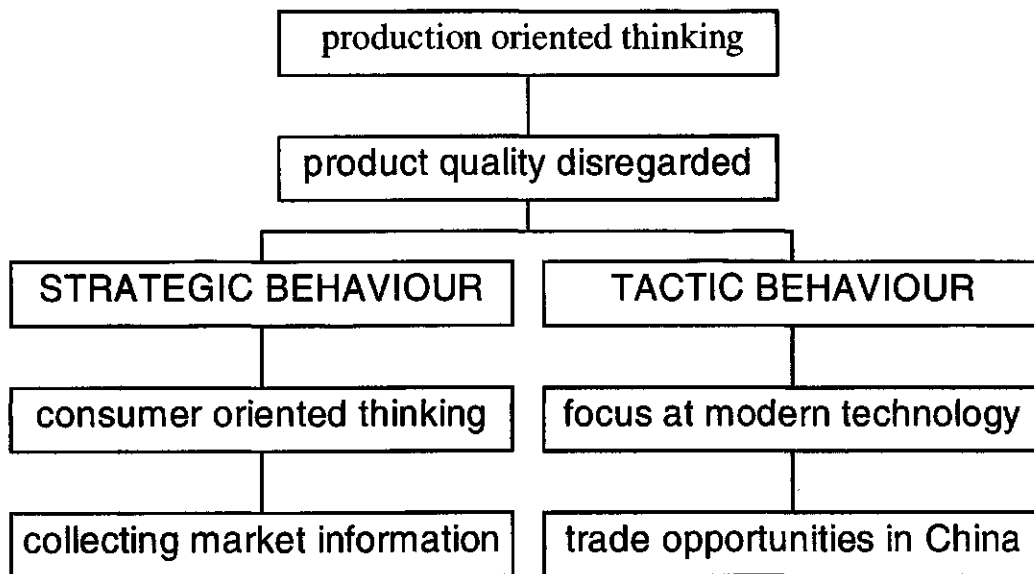 production oriented thinking
product quality disregarded
STRATEGIC BEHAVIOUR
TACTIC BEHAVIOUR
consumer oriented thinking
focus at modern technology
collecting market information
trade opportunities in China